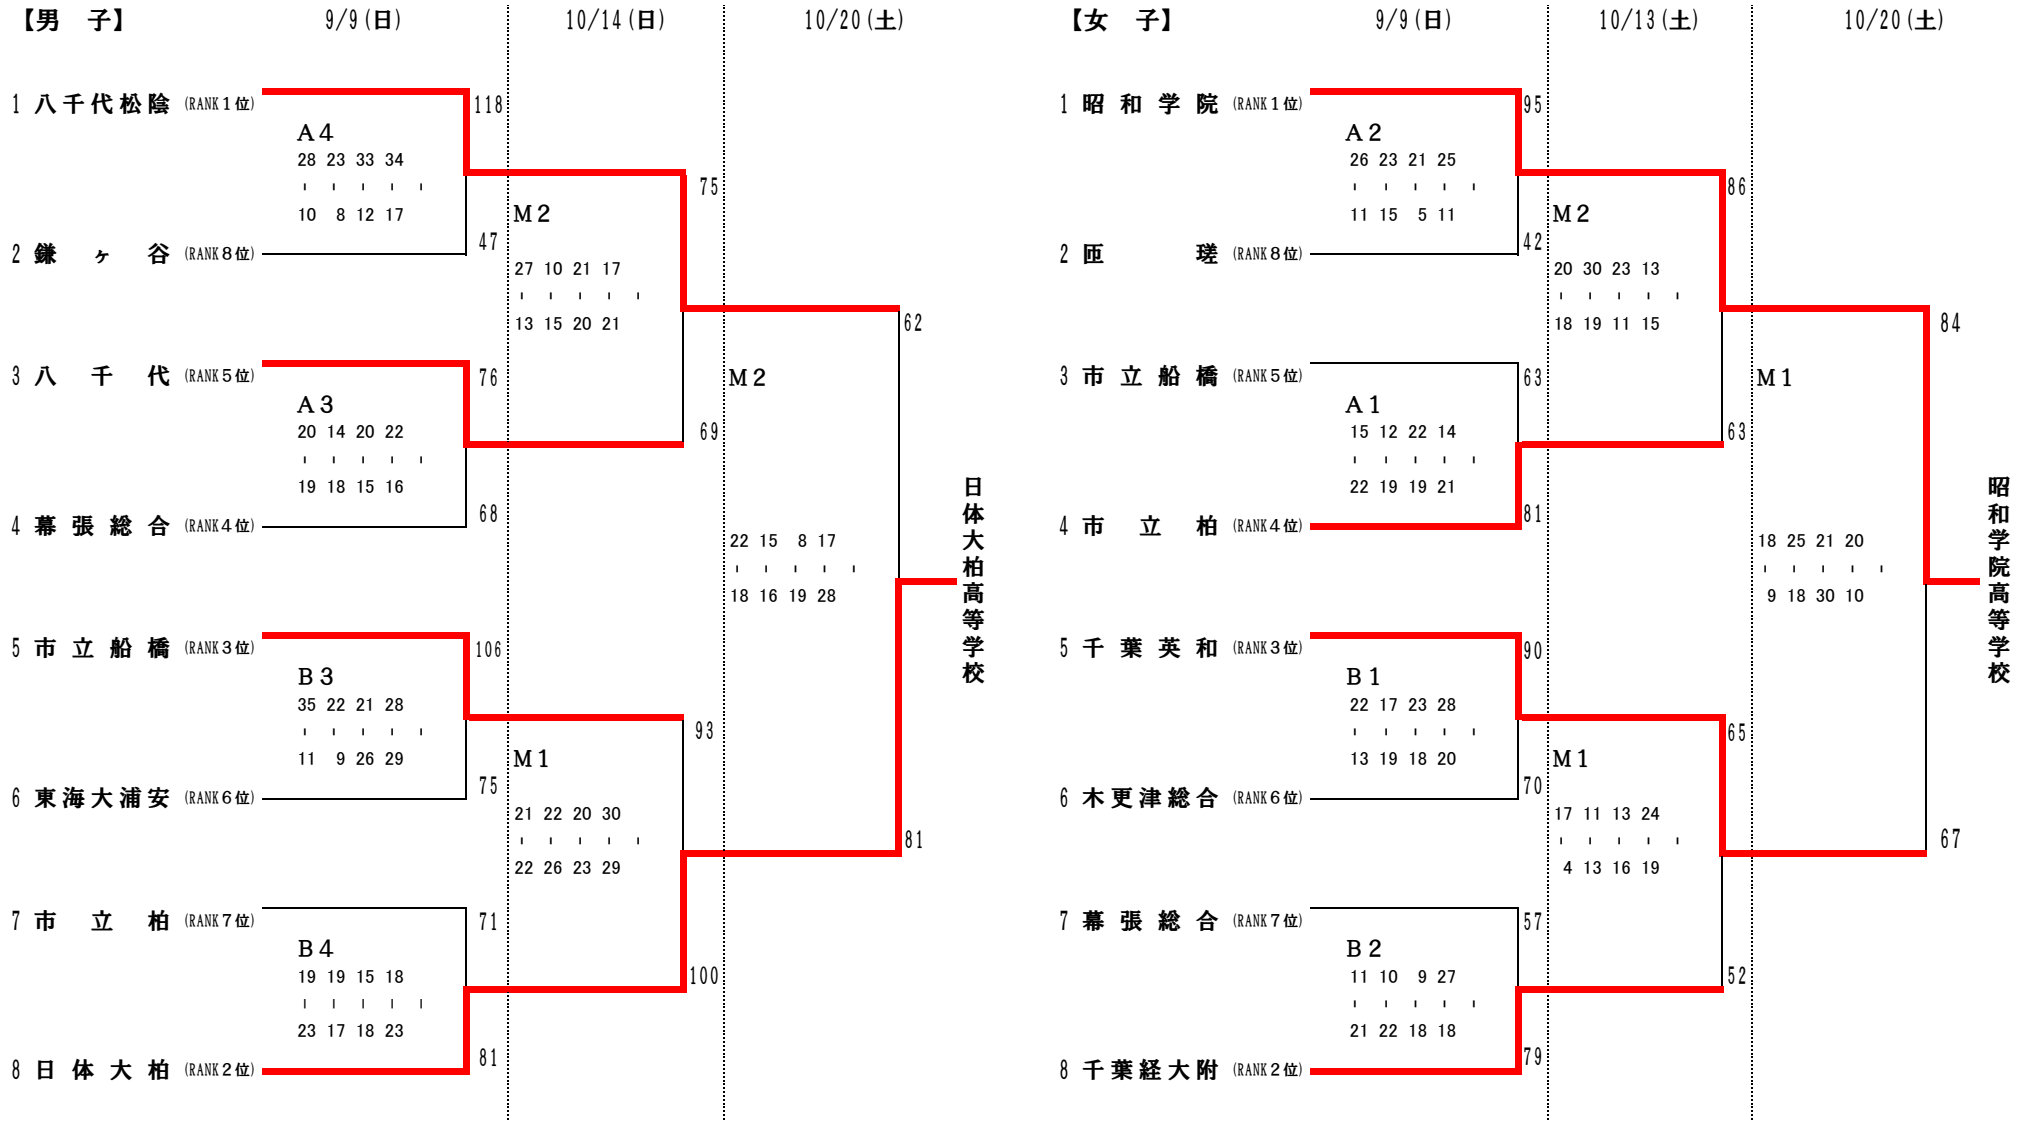 【男　子】 9/9(日) 10/14(日) 10/20(土)
1 八千代松陰 (RANK1位) 118
A4
28 23 33 34
10 8 12 17
2 鎌ヶ谷 (RANK8位) 47
M2
75
27 10 21 17
13 15 20 21
3 八千代 (RANK5位) 76
A3
20 14 20 22
19 18 15 16
4 幕張総合 (RANK4位) 68
69
62
M2
22 15 8 17
18 16 19 28
5 市立船橋 (RANK3位) 106
B3
35 22 21 28
11 9 26 29
6 東海大浦安 (RANK6位) 75
93
M1
21 22 20 30
22 26 23 29
7 市立柏 (RANK7位) 71
B4
19 19 15 18
23 17 18 23
8 日体大柏 (RANK2位) 81
100
81
日体大柏高等学校
【女　子】 9/9(日) 10/13(土) 10/20(土)
1 昭和学院 (RANK1位) 95
A2
26 23 21 25
11 15 5 11
2 匝瑳 (RANK8位) 42
86
M2
20 30 23 13
18 19 11 15
3 市立船橋 (RANK5位) 63
A1
15 12 22 14
22 19 19 21
4 市立柏 (RANK4位) 81
63
84
M1
18 25 21 20
9 18 30 10
5 千葉英和 (RANK3位) 90
B1
22 17 23 28
13 19 18 20
6 木更津総合 (RANK6位) 70
65
M1
17 11 13 24
4 13 16 19
7 幕張総合 (RANK7位) 57
B2
11 10 9 27
21 22 18 18
8 千葉経大附 (RANK2位) 79
52
67
昭和学院高等学校